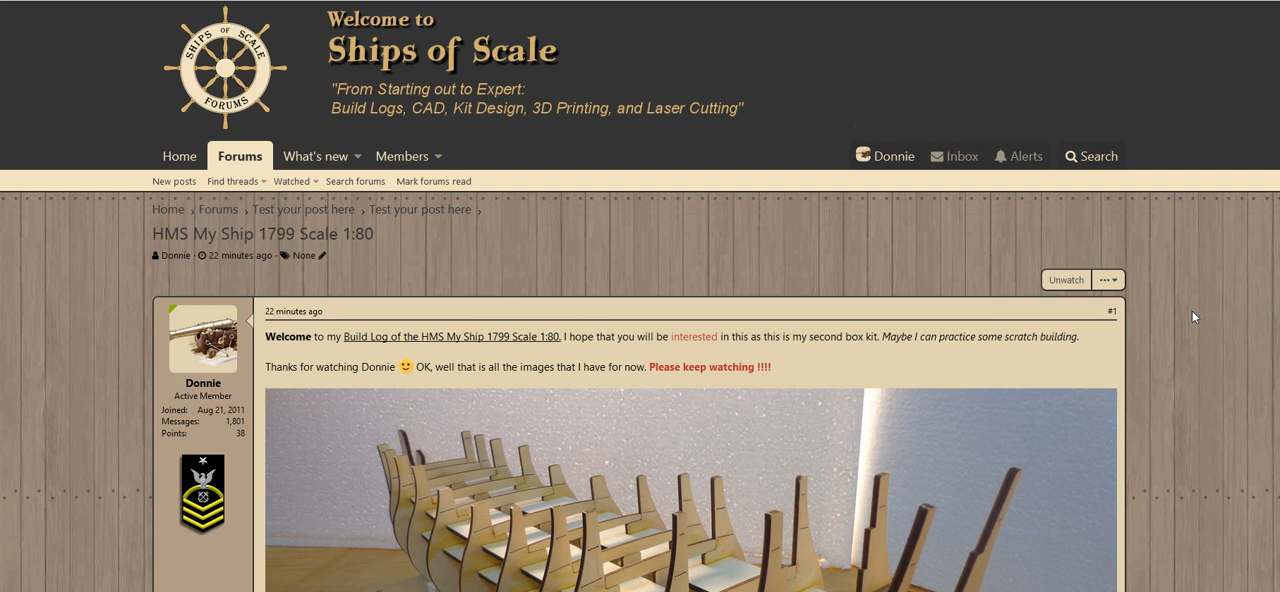 SHIPS OF SCALE
FORUMS
Welcome to
Ships of Scale
"From Starting out to Expert:
Build Logs, CAD, Kit Design, 3D Printing, and Laser Cutting"
Home Forums What's new Members Donnie Inbox Alerts Search
New posts Find threads Watched Search forums Mark forums read
Home › Forums › Test your post here › Test your post here ›
HMS My Ship 1799 Scale 1:80
Donnie · 22 minutes ago · None
Unwatch •••
22 minutes ago #1
Welcome to my Build Log of the HMS My Ship 1799 Scale 1:80. I hope that you will be interested in this as this is my second box kit. Maybe I can practice some scratch building.
Thanks for watching Donnie 🙂 OK, well that is all the images that I have for now. Please keep watching !!!!
Donnie
Active Member
Joined: Aug 21, 2011
Messages: 1,801
Points: 38